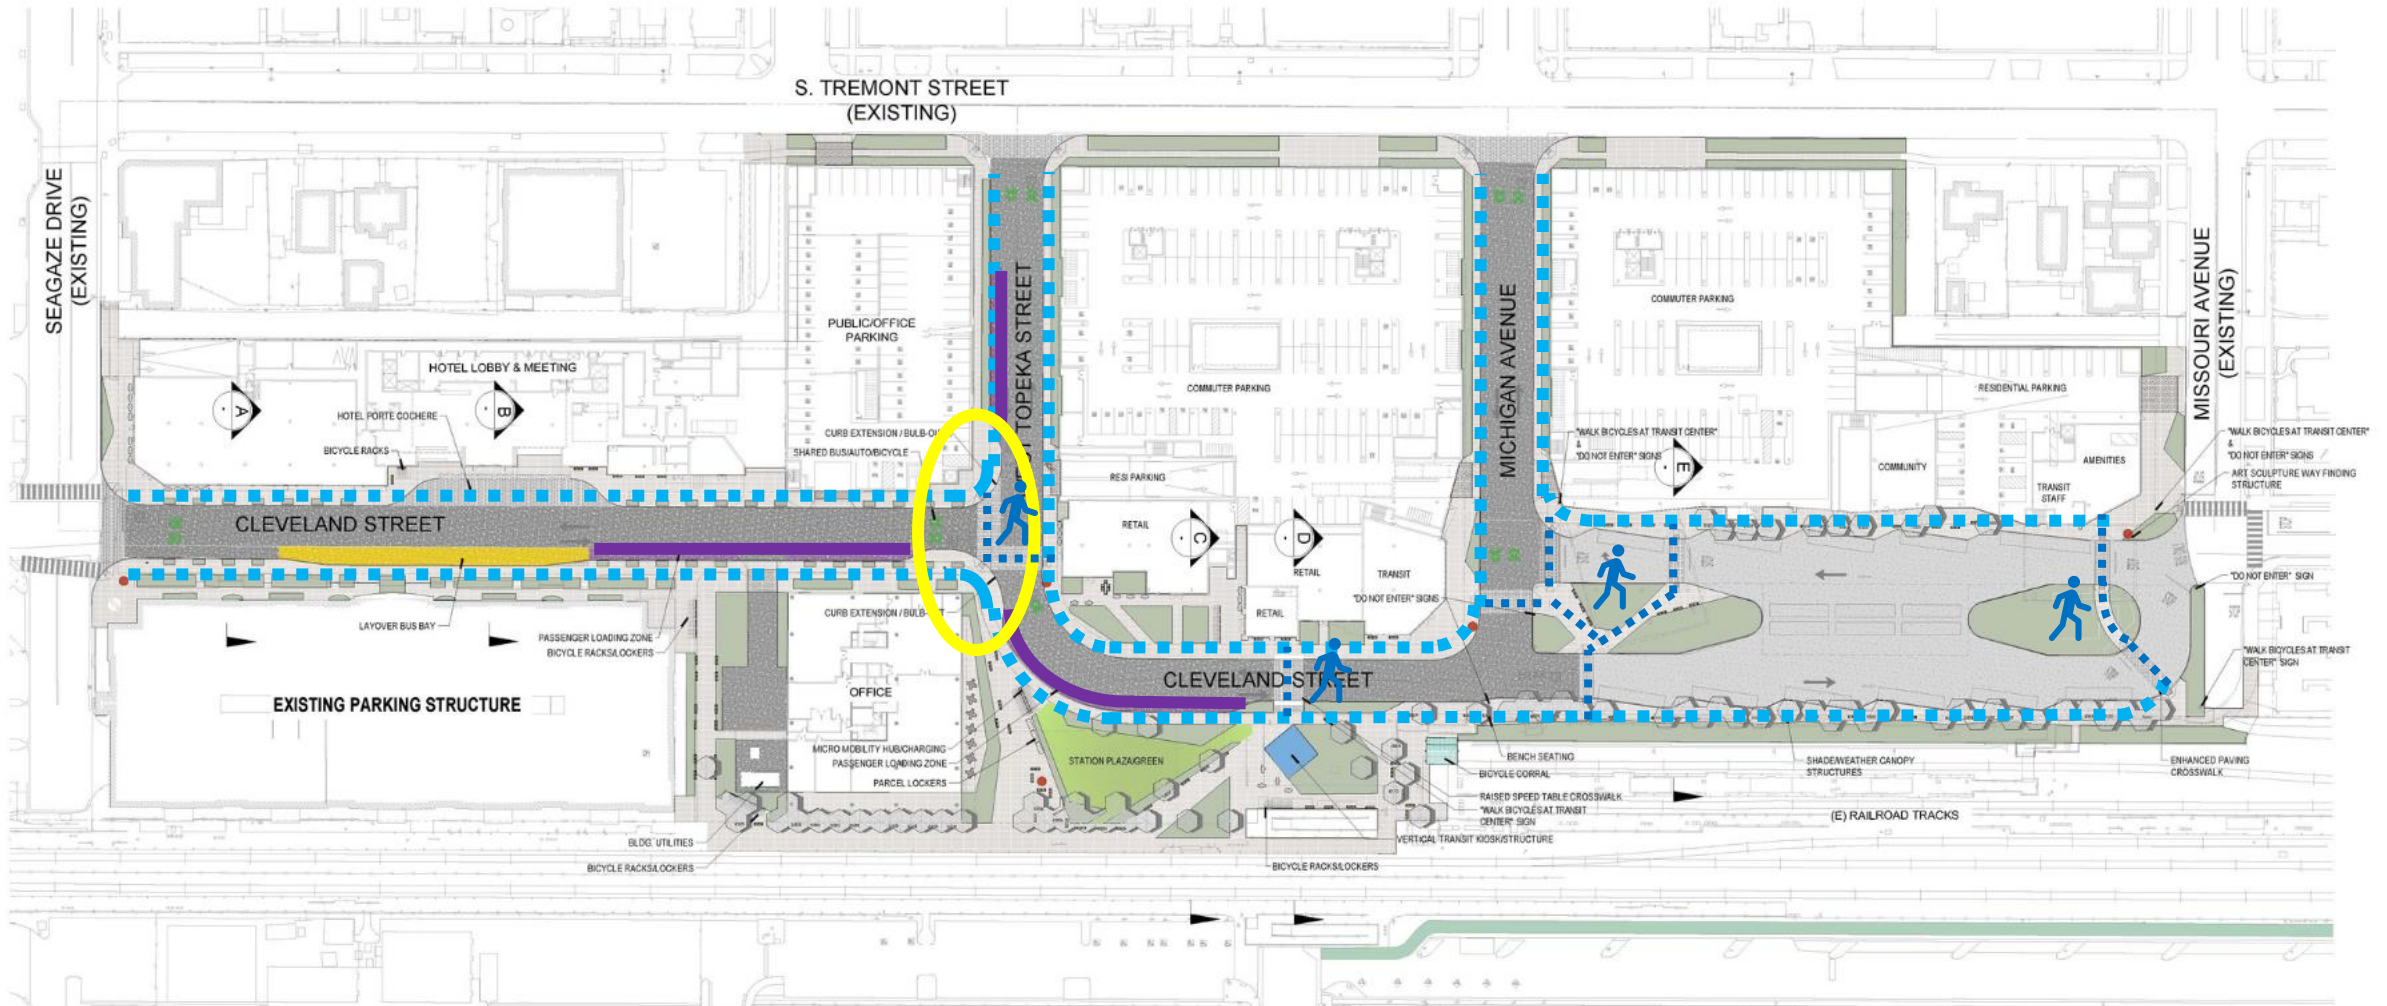 S. TREMONT STREET
(EXISTING)
SEAGAZE DRIVE
(EXISTING)
TOPEKA STREET
MICHIGAN AVENUE
MISSOURI AVENUE
(EXISTING)
PUBLIC/OFFICE
PARKING
HOTEL LOBBY & MEETING
HOTEL PORTE COCHERE
BICYCLE RACKS
A
B
CURB EXTENSION / BULB-OU
SHARED BUS/AUTO/BICYCLE
COMMUTER PARKING
COMMUTER PARKING
RESI PARKING
RESIDENTIAL PARKING
"WALK BICYCLES AT TRANSIT CENTER"
&
"DO NOT ENTER" SIGNS
E
COMMUNITY
AMENITIES
TRANSIT
STAFF
"WALK BICYCLES AT TRANSIT CENTER"
&
"DO NOT ENTER" SIGNS
ART SCULPTURE WAY FINDING
STRUCTURE
CLEVELAND STREET
RETAIL
C
D
RETAIL
TRANSIT
"DO NOT ENTER" SIGNS
RETAIL
"DO NOT ENTER" SIGN
LAYOVER BUS BAY
PASSENGER LOADING ZONE
BICYCLE RACKS/LOCKERS
CURB EXTENSION / BULB-
"WALK BICYCLES AT TRANSIT
CENTER" SIGN
CLEVELAND STREET
EXISTING PARKING STRUCTURE
OFFICE
MICRO MOBILITY HUB/CHARGING
PASSENGER LOADING ZONE
PARCEL LOCKERS
STATION PLAZA/GREEN
BENCH SEATING
BICYCLE CORRAL
RAISED SPEED TABLE CROSSWALK
"WALK BICYCLES AT TRANSIT
CENTER" SIGN
VERTICAL TRANSIT KIOSK/STRUCTURE
SHADE/WEATHER CANOPY
STRUCTURES
ENHANCED PAVING
CROSSWALK
(E) RAILROAD TRACKS
BLDG. UTILITIES
BICYCLE RACKS/LOCKERS
BICYCLE RACKS/LOCKERS